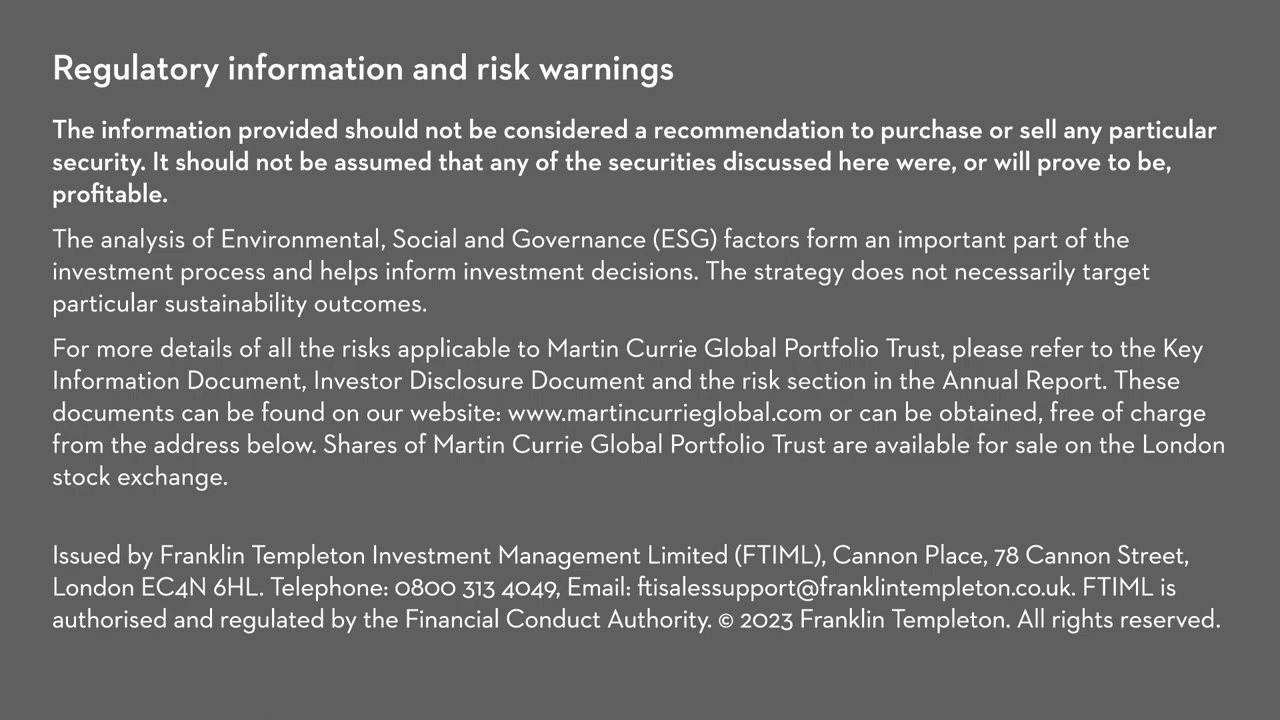 Regulatory information and risk warnings
The information provided should not be considered a recommendation to purchase or sell any particular
security. It should not be assumed that any of the securities discussed here were, or will prove to be,
profitable.
The analysis of Environmental, Social and Governance (ESG) factors form an important part of the
investment process and helps inform investment decisions. The strategy does not necessarily target
particular sustainability outcomes.
For more details of all the risks applicable to Martin Currie Global Portfolio Trust, please refer to the Key
Information Document, Investor Disclosure Document and the risk section in the Annual Report. These
documents can be found on our website: www.martincurrieglobal.com or can be obtained, free of charge
from the address below. Shares of Martin Currie Global Portfolio Trust are available for sale on the London
stock exchange.
Issued by Franklin Templeton Investment Management Limited (FTIML), Cannon Place, 78 Cannon Street,
London EC4N 6HL. Telephone: 0800 313 4049, Email: ftisalessupport@franklintempleton.co.uk. FTIML is
authorised and regulated by the Financial Conduct Authority. © 2023 Franklin Templeton. All rights reserved.